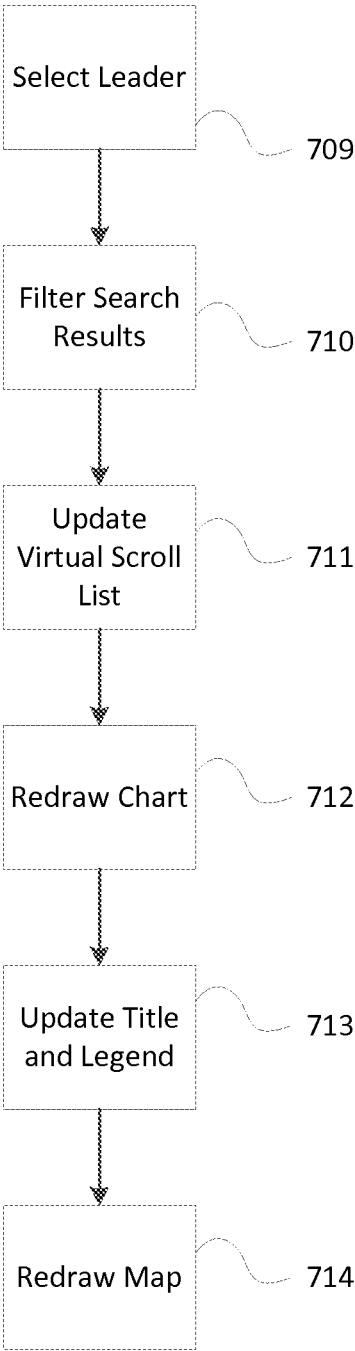 Select Leader
709
Filter Search
Results
710
Update
Virtual Scroll
List
711
Redraw Chart
712
Update Title
and Legend
713
Redraw Map
714